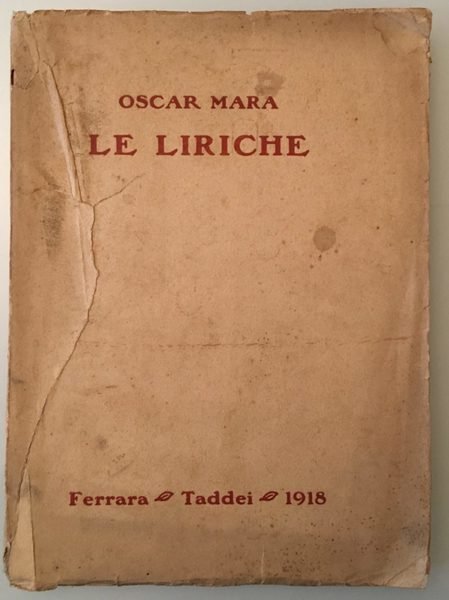 OSCAR MARA
LE LIRICHE
Ferrara Taddei 1918